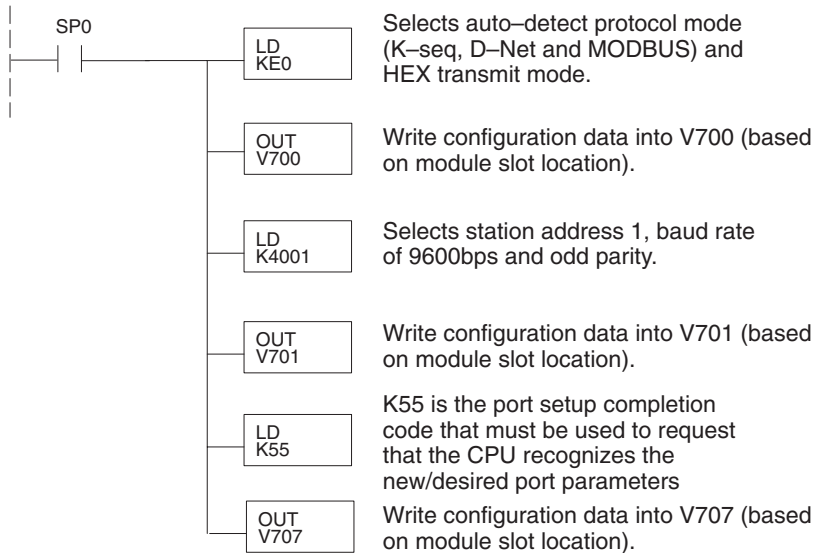 SP0
LD
KE0
Selects auto–detect protocol mode
(K–seq, D–Net and MODBUS) and
HEX transmit mode.
OUT
V700
Write configuration data into V700 (based
on module slot location).
LD
K4001
Selects station address 1, baud rate
of 9600bps and odd parity.
OUT
V701
Write configuration data into V701 (based
on module slot location).
LD
K55
K55 is the port setup completion
code that must be used to request
that the CPU recognizes the
new/desired port parameters
OUT
V707
Write configuration data into V707 (based
on module slot location).